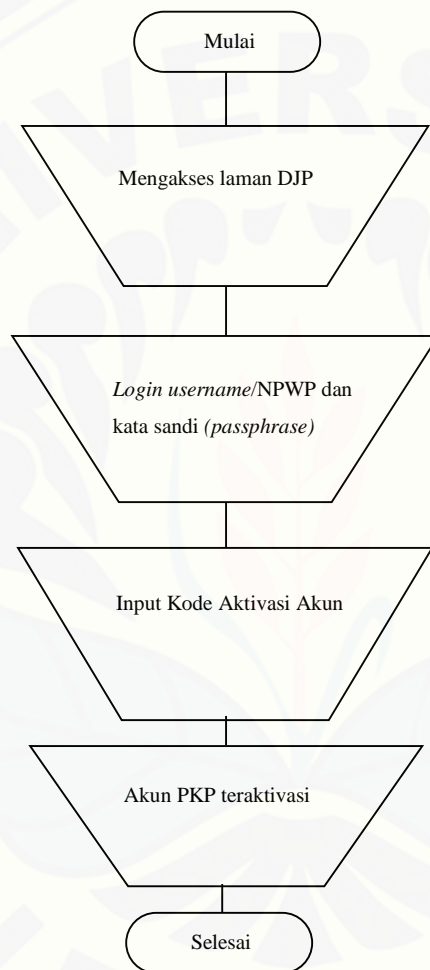 Mulai
Mengakses laman DJP
Login username/NPWP dan
kata sandi (passphrase)
Input Kode Aktivasi Akun
Akun PKP teraktivasi
Selesai